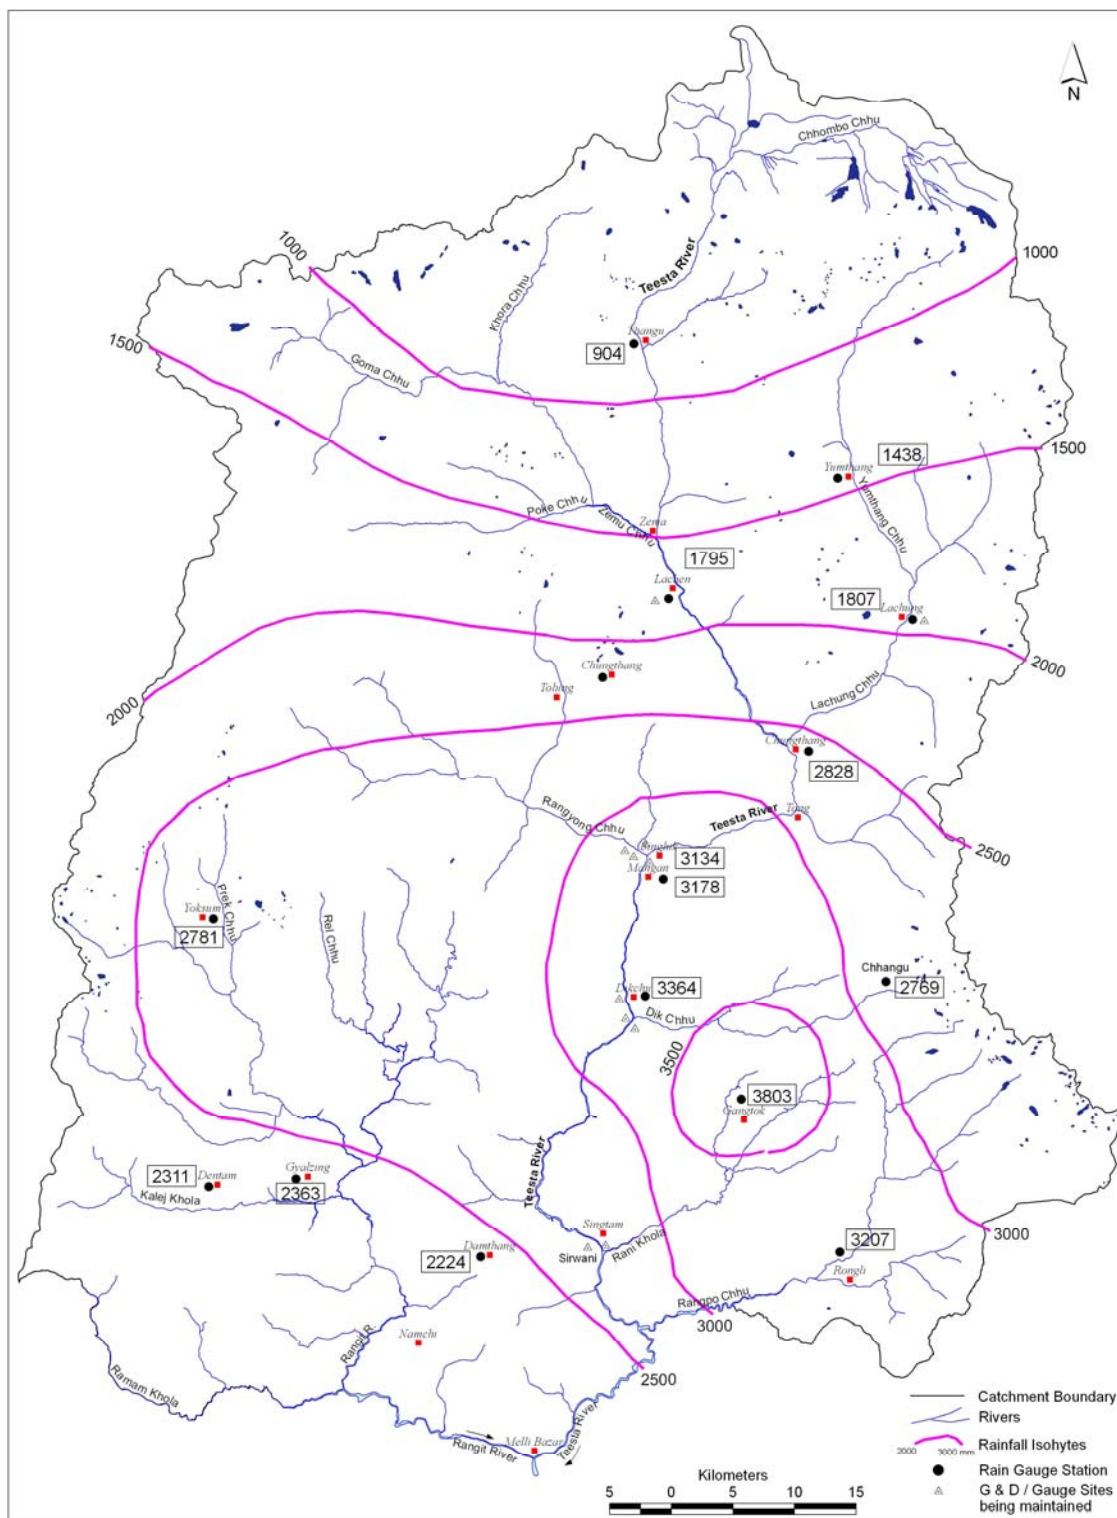 N
Chhombo Chhu
1000
1000
Teesta River
Khora Chhu
Thangu
904
1500
Goma Chhu
1438
1500
Yumthang
Yumthang Chhu
Poke Chhu
Zemu Chhu
Zema
1795
Lachen
1807
Lachung
2000
Chungthang
2000
Tolung
Lachung Chhu
Chungthang
2828
Rangyong Chhu
Teesta River
Tong
2500
Singhik
3134
Mangan
3178
Prek Chhu
Yoksum
2781
Rel Chhu
Chhangu
2769
Dikchu
3364
Dik Chhu
3500
3803
Gangtok
Teesta River
2311
Dentam
Gyalzing
2363
Kalej Khola
Singtam
Sirwani
Rani Khola
3207
3000
Damthang
2224
Rongli
Rangpo Chhu
3000
Namchi
Rangit R.
2500
Ramam Khola
Teesta River
Melli Bazar
Rangit River
Catchment Boundary
Rivers
Rainfall Isohytes
2000 3000 mm
Rain Gauge Station
G & D / Gauge Sites
being maintained
Kilometers
5 0 5 10 15